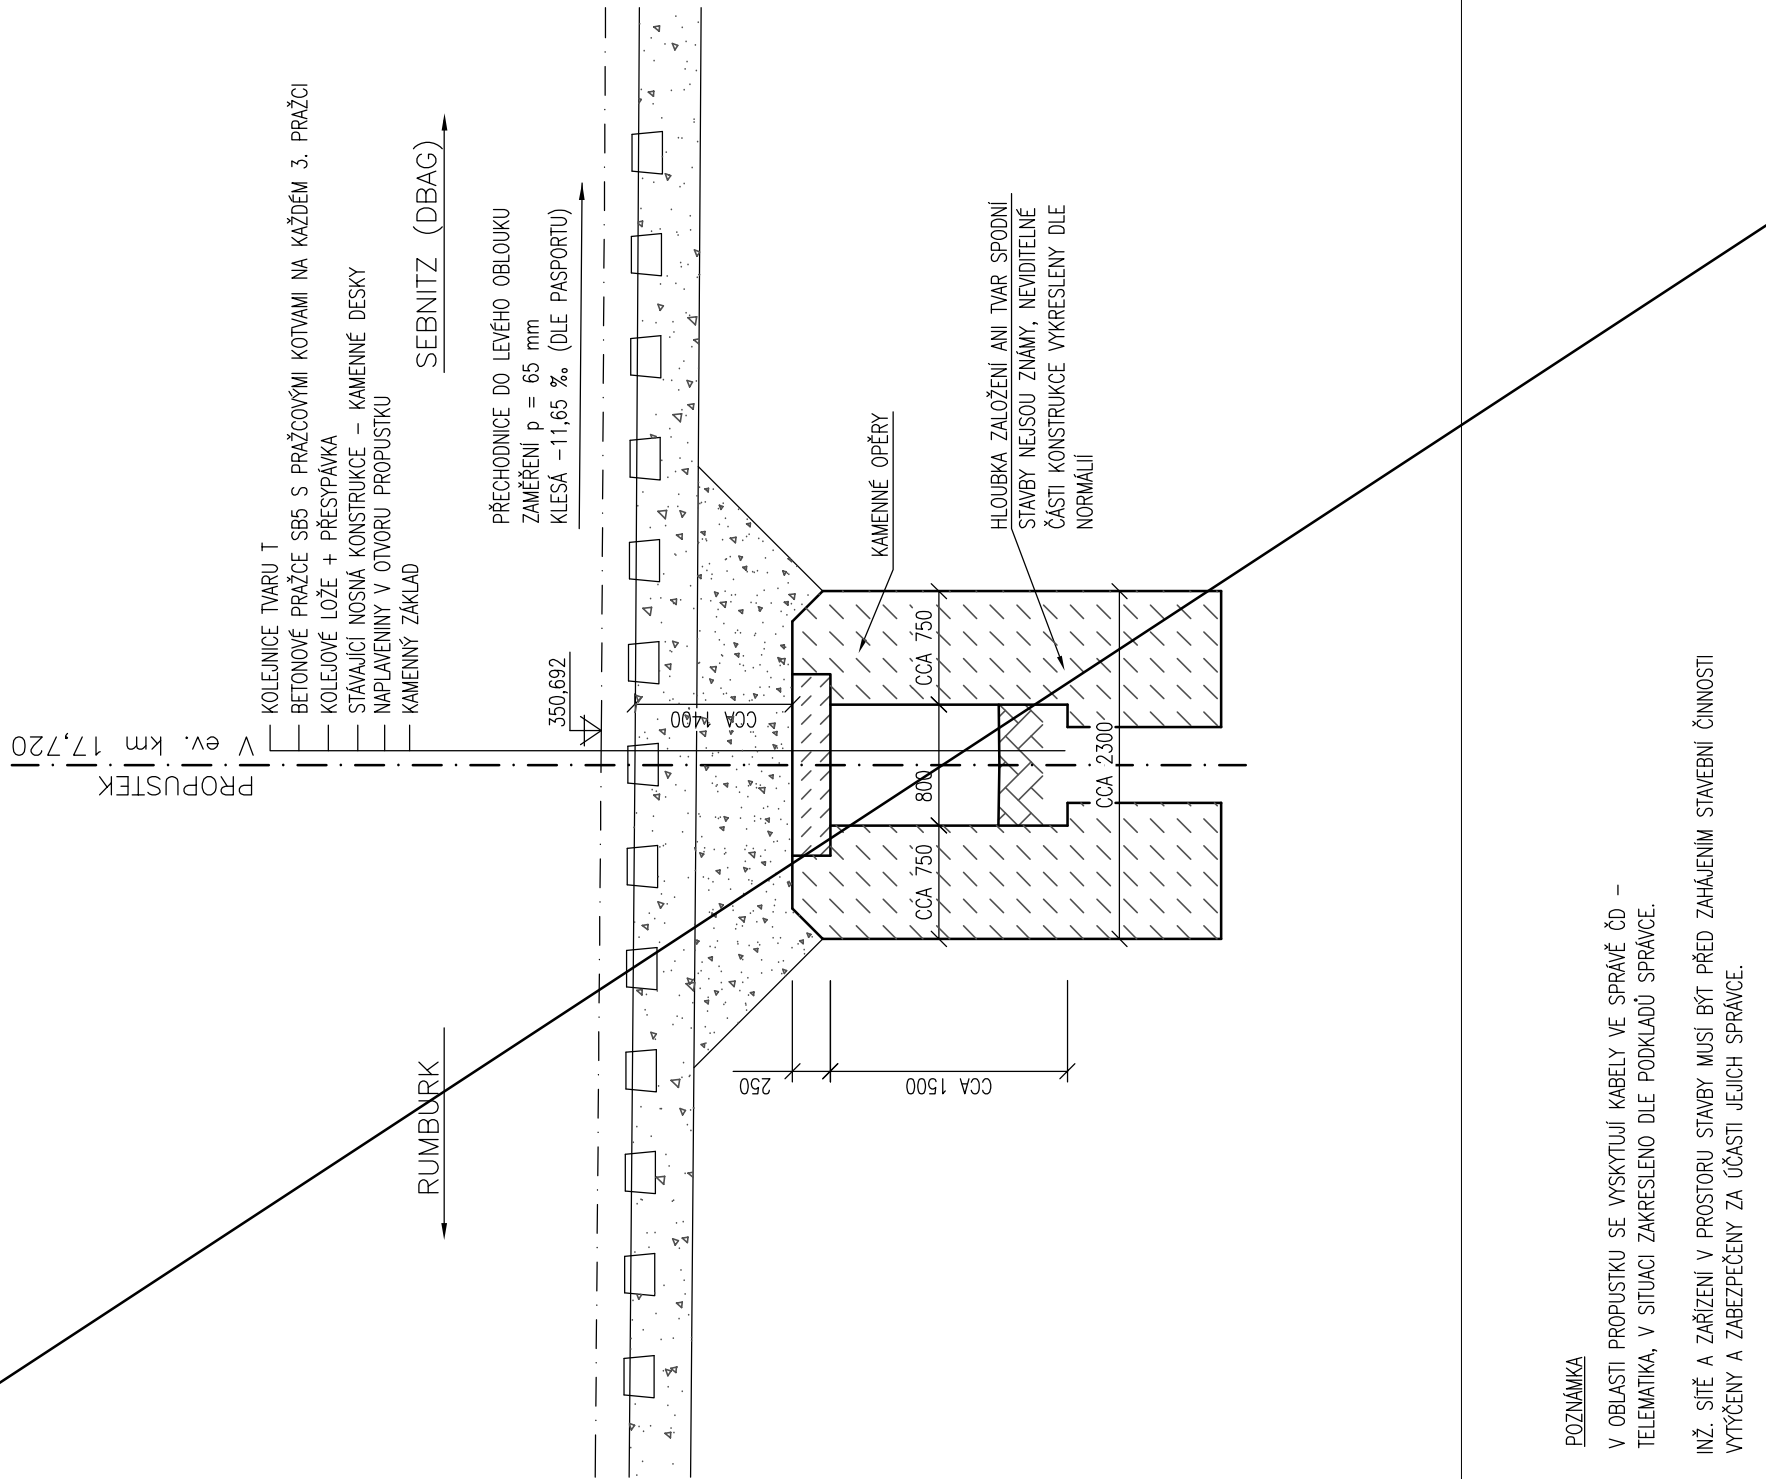 PROPUSTEK
V ev. km 17,720
KOLEJNICE TVARU T
BETONOVÉ PRAŽCE SB5 S PRAŽCOVÝMI KOTVAMI NA KAŽDÉM 3. PRAŽCI
KOLEJOVÉ LOŽE + PŘESYPÁVKA
STÁVAJÍCÍ NOSNÁ KONSTRUKCE - KAMENNÉ DESKY
NAPLAVENINY V OTVORU PROPUSTKU
KAMENNÝ ZÁKLAD
RUMBURK
SEBNITZ (DBAG)
PŘECHODNICE DO LEVÉHO OBLOUKU
ZAMĚŘENÍ p = 65 mm
KLESÁ -11,65 ‰ (DLE PASPORTU)
350,692
CCA 1400
250
CCA 1500
CCA 750
800
CCA 750
CCA 2300
KAMENNÉ OPĚRY
HLOUBKA ZALOŽENÍ ANI TVAR SPODNÍ
STAVBY NEJSOU ZNÁMY, NEVIDITELNÉ
ČÁSTI KONSTRUKCE VYKRESLENY DLE
NORMÁLIÍ
POZNÁMKA
V OBLASTI PROPUSTKU SE VYSKYTUJÍ KABELY VE SPRÁVĚ ČD -
TELEMATIKA, V SITUACI ZAKRESLENO DLE PODKLADŮ SPRÁVCE.
INŽ. SÍTĚ A ZAŘÍZENÍ V PROSTORU STAVBY MUSÍ BÝT PŘED ZAHÁJENÍM STAVEBNÍ ČINNOSTI
VYTÝČENY A ZABEZPEČENY ZA ÚČASTI JEJICH SPRÁVCE.